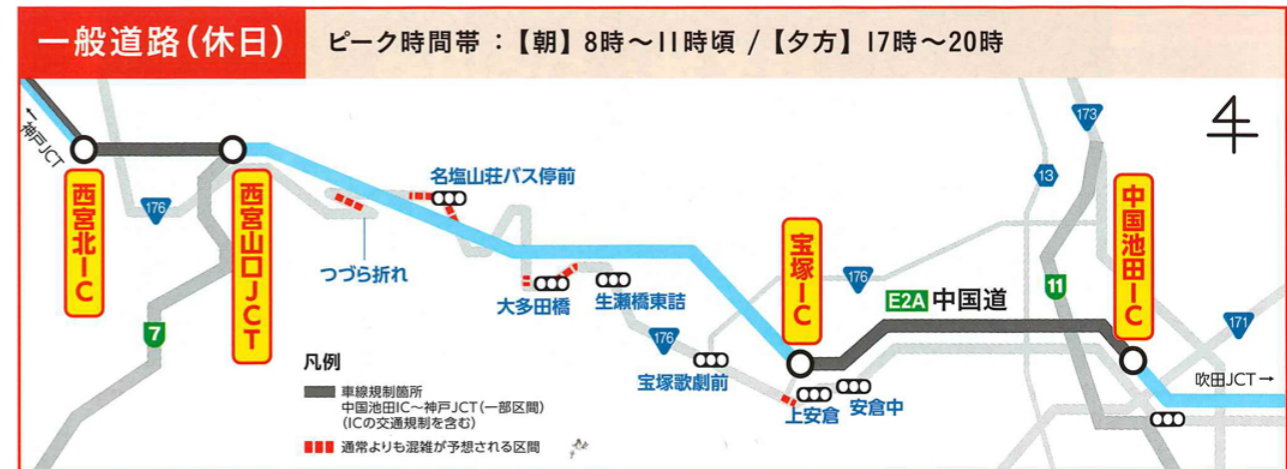 一般道路(休日)
ピーク時間帯：【朝】8時～11時頃 /【夕方】17時～20時
←神戸JCT
173
名塩山荘バス停前
13
西宮北IC
176
西宮山口JCT
中国池田IC
つづら折れ
宝塚IC
176
大多田橋
生瀬橋東詰
E2A 中国道
11
7
176
171
凡例
宝塚歌劇前
吹田JCT→
車線規制箇所
中国池田IC～神戸JCT(一部区間)
(ICの交通規制を含む)
上安倉
安倉中
通常よりも混雑が予想される区間